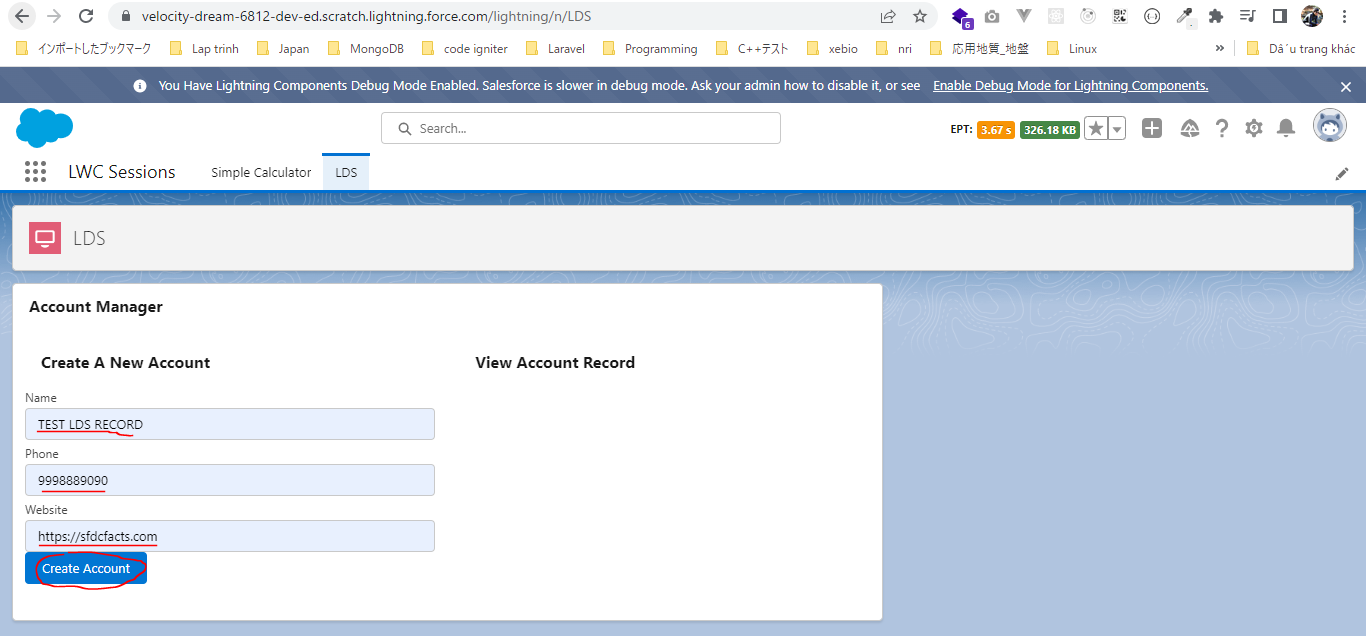 velocity-dream-6812-dev-ed.scratch.lightning.force.com/lightning/n/LDS
6
インポートしたブックマーク Lap trinh Japan MongoDB code igniter Laravel Programming C++テスト xebio nri 応用地質_地盤 Linux » Dấu trang khác
You Have Lightning Components Debug Mode Enabled. Salesforce is slower in debug mode. Ask your admin how to disable it, or see Enable Debug Mode for Lightning Components.
Search...
EPT: 3.67 s 326.18 KB
LWC Sessions Simple Calculator LDS
LDS
Account Manager
Create A New Account
View Account Record
Name
TEST LDS RECORD
Phone
9998889090
Website
https://sfdcfacts.com
Create Account